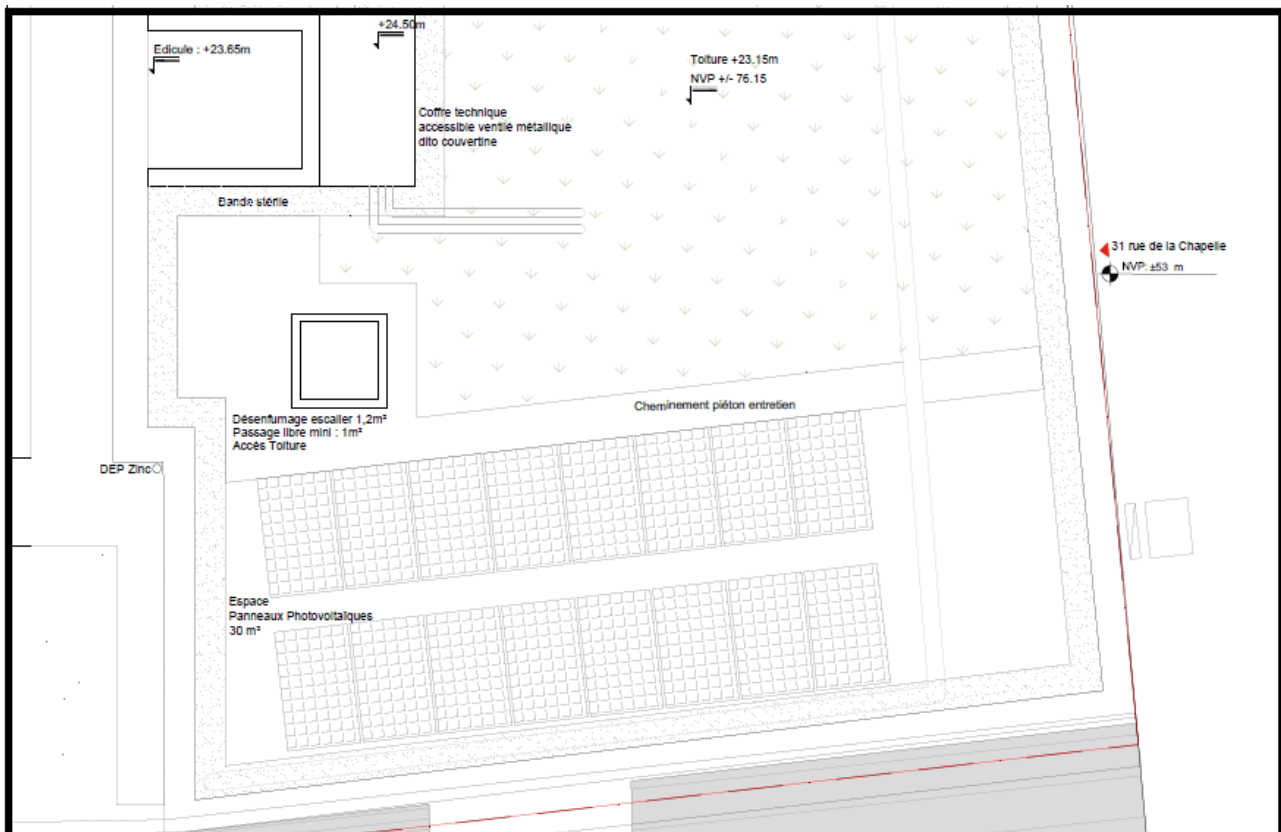 +24.50m
Edicule : +23.65m
Toiture +23.15m
NVP +/- 76.15
Coffre technique
accessible ventilé métallique
dito couvertine
Bande stérile
31 rue de la Chapelle
NVP: ±53 m
Cheminement piéton entretien
Désenfumage escalier 1,2m²
Passage libre mini : 1m²
Accès Toiture
DEP Zinc
Espace
Panneaux Photovoltaïques
30 m²